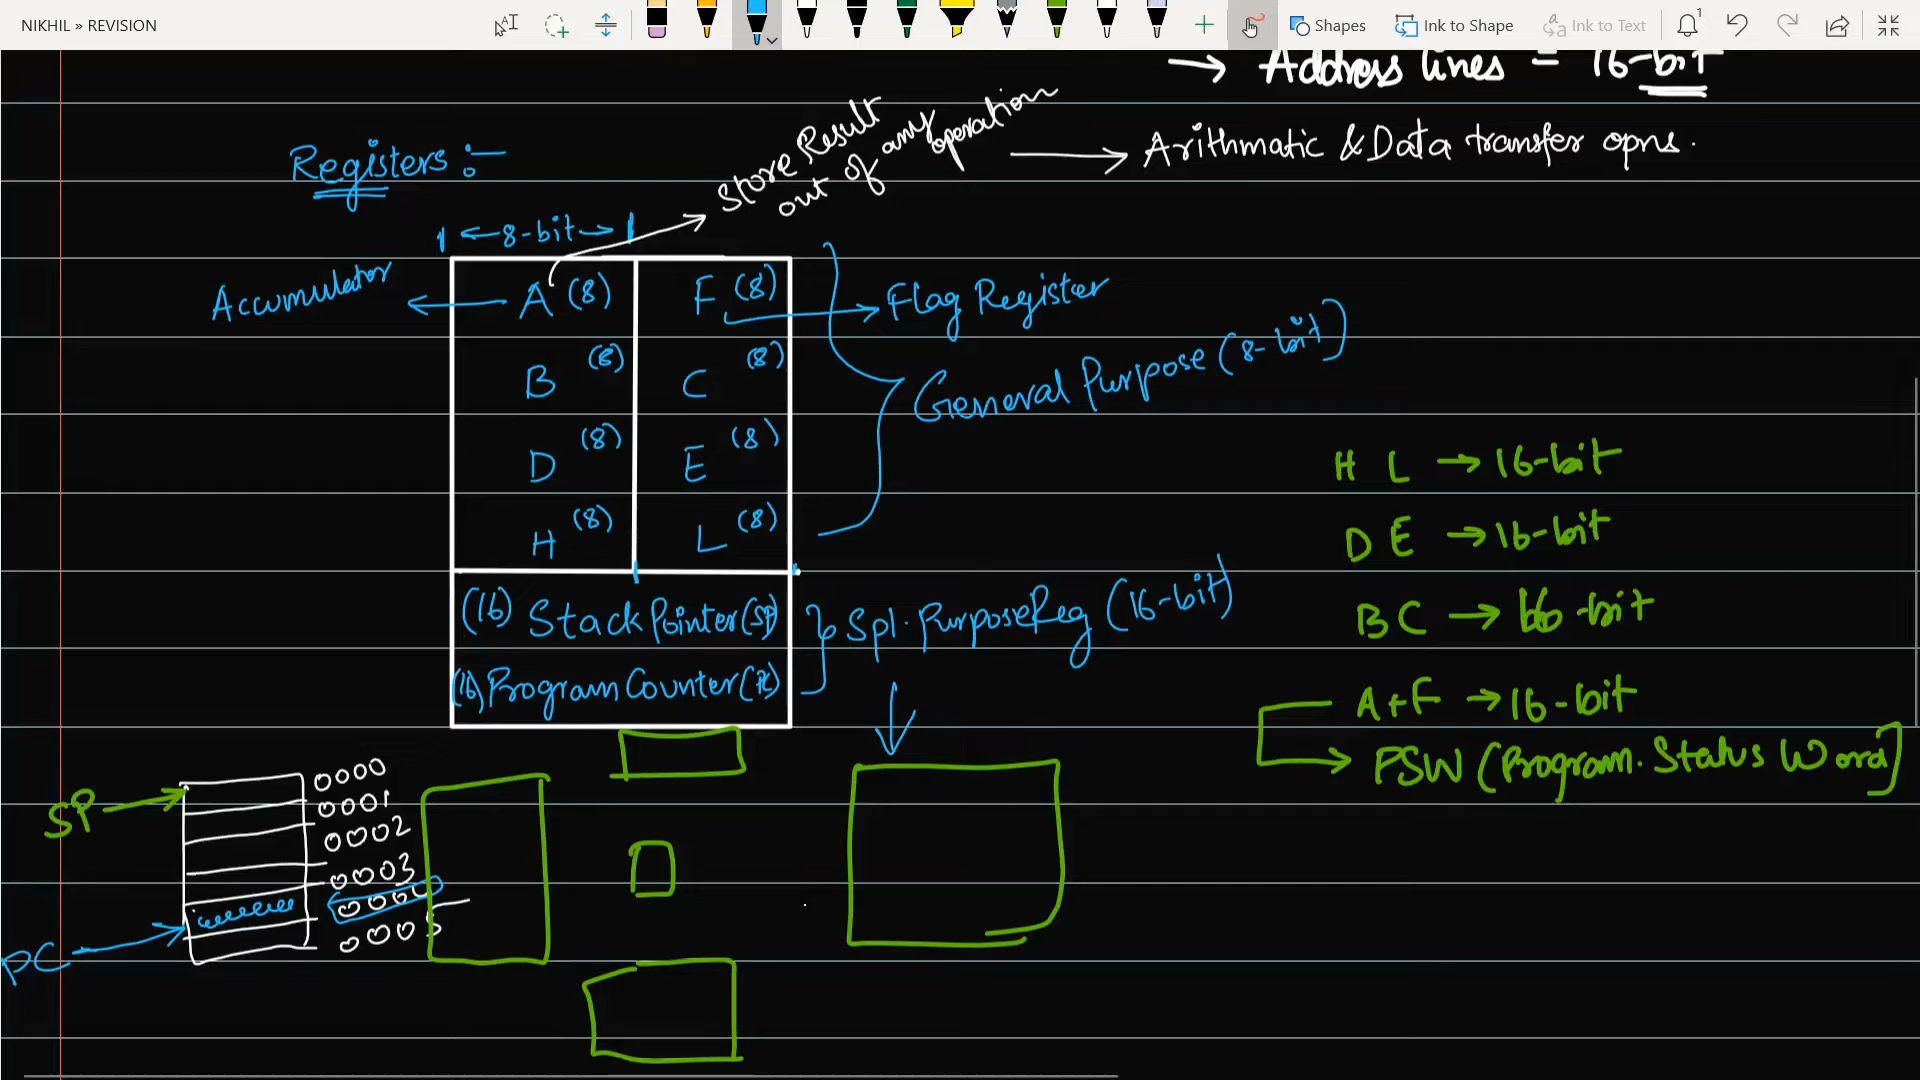 NIKHIL » REVISION
Shapes
Ink to Shape
Ink to Text
1
→ Address lines = 16-bit
Registers :-
Store Result
out of any operation
→ Arithmatic & Data transfer opns.
← 8-bit →
Accumulator
A (8)
F (8)
Flag Register
B (8)
C (8)
General Purpose (8-bit)
D (8)
E (8)
H (8)
L (8)
H L → 16-bit
D E → 16-bit
B C → 16-bit
A+F → 16-bit
PSW (Program. Status Word)
(16) Stack Pointer (SP)
(16) Program Counter (PC)
Spl. Purpose Reg (16-bit)
SP
0000
0001
0002
0003
0005
PC